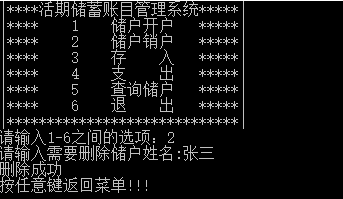 |****活期储蓄账目管理系统*****|
|****    1    储户开户    *****|
|****    2    储户销户    *****|
|****    3    存      入    *****|
|****    4    支      出    *****|
|****    5    查询储户    *****|
|****    6    退      出    *****|
|****************************|
请输入1-6之间的选项：2
请输入需要删除储户姓名:张三
删除成功
按任意键返回菜单!!!